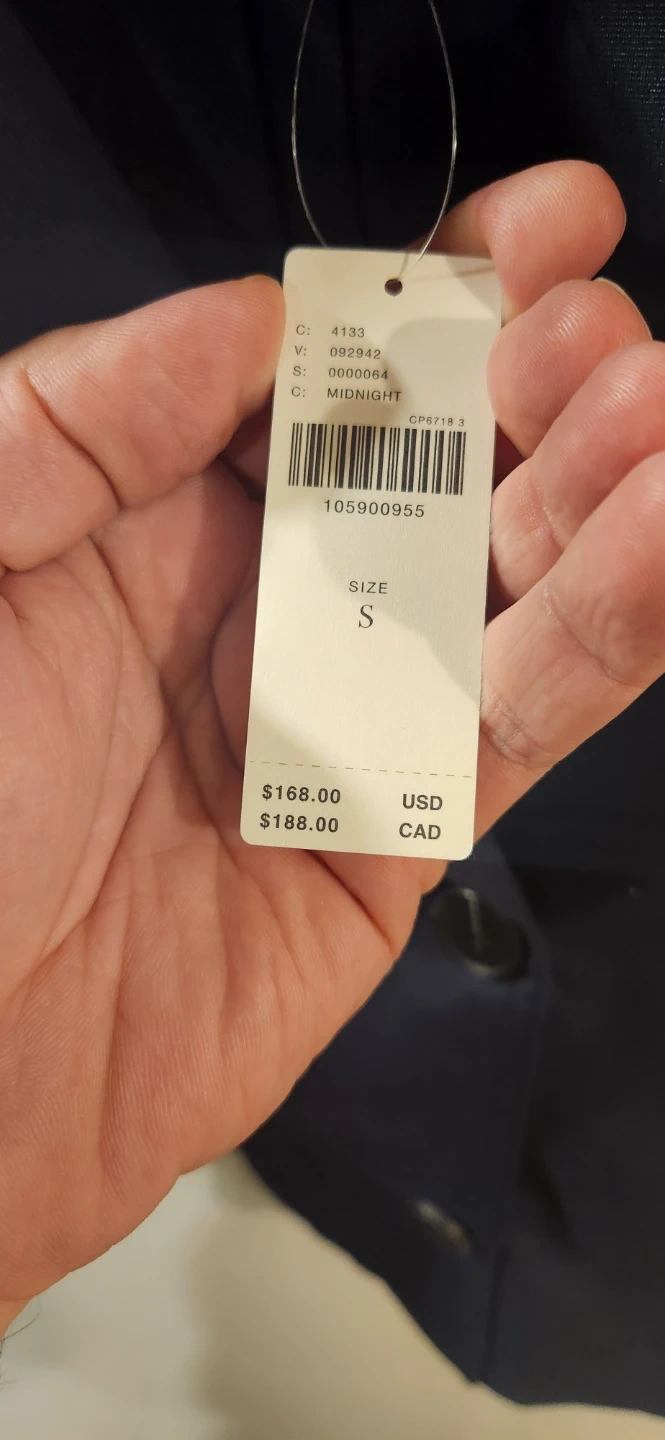 C: 4133
V: 092942
S: 0000064
C: MIDNIGHT
CP6718 3
105900955
SIZE
S
$168.00 USD
$188.00 CAD